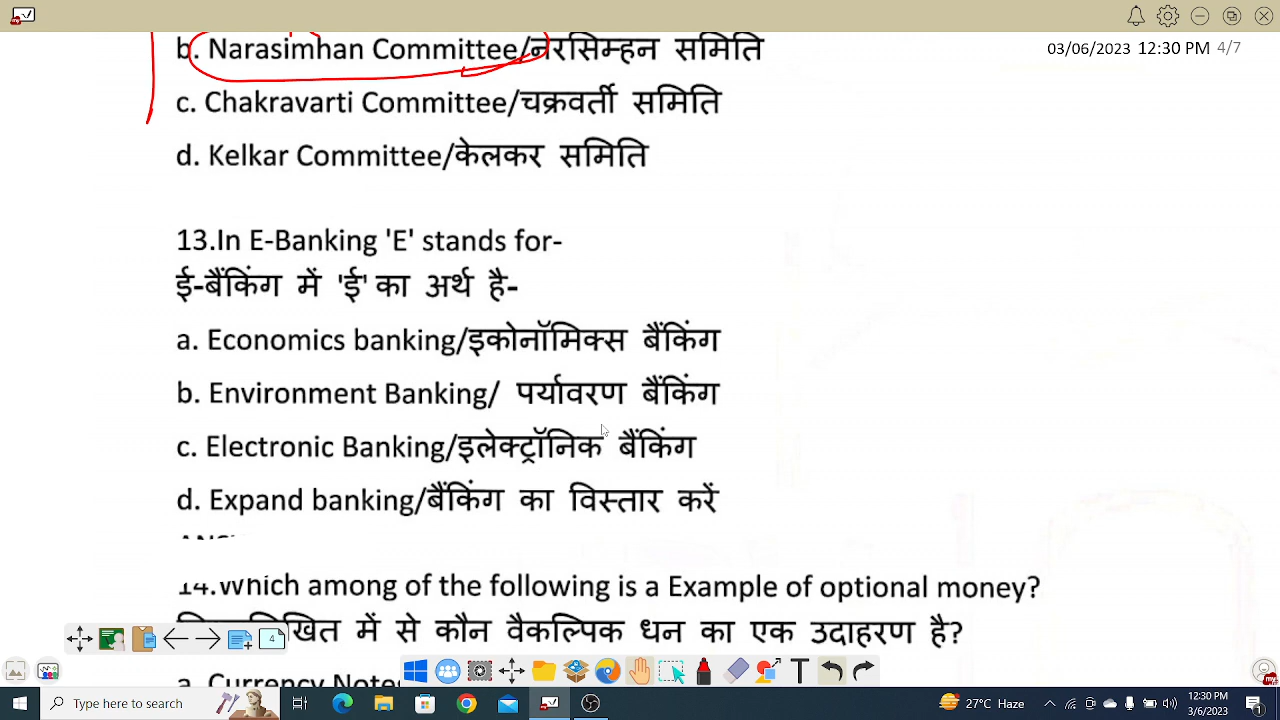 b. Narasimhan Committee/नरसिम्हन समिति
03/06/2023 12:30 PM 4/7
c. Chakravarti Committee/चक्रवर्ती समिति
d. Kelkar Committee/केलकर समिति
13.In E-Banking 'E' stands for-
ई-बैंकिंग में 'ई' का अर्थ है-
a. Economics banking/इकोनॉमिक्स बैंकिंग
b. Environment Banking/ पर्यावरण बैंकिंग
c. Electronic Banking/इलेक्ट्रॉनिक बैंकिंग
d. Expand banking/बैंकिंग का विस्तार करें
14.Which among of the following is a Example of optional money?
में से कौन वैकल्पिक धन का एक उदाहरण है?
4
a. Currency
Type here to search
27°C Haze
12:30 PM
3/6/2023